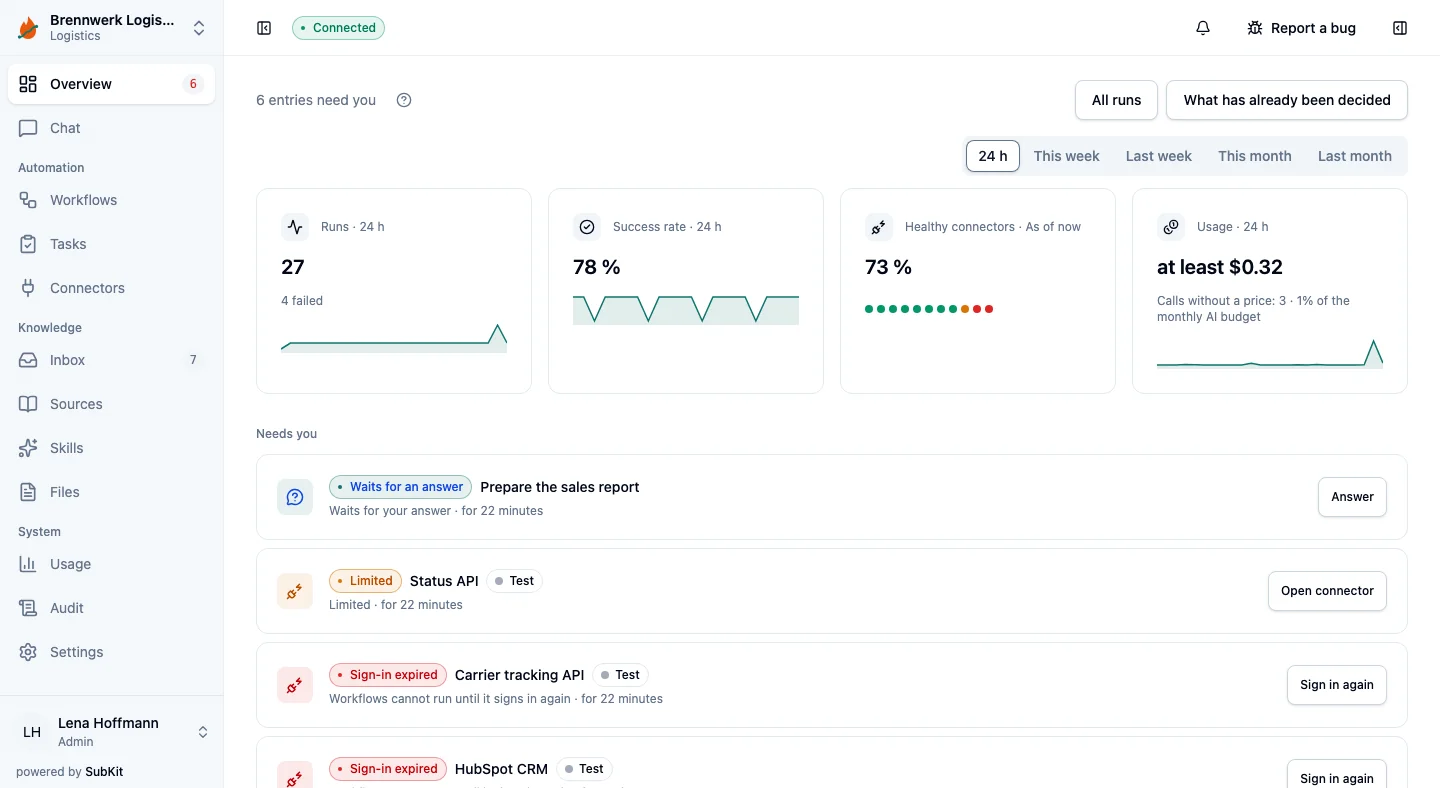 Brennwerk Logis...
Logistics
Connected
Report a bug
Overview
6
Chat
Automation
Workflows
Tasks
Connectors
Knowledge
Inbox
7
Sources
Skills
Files
System
Usage
Audit
Settings
LH
Lena Hoffmann
Admin
powered by SubKit
6 entries need you
All runs
What has already been decided
24 h
This week
Last week
This month
Last month
Runs · 24 h
27
4 failed
Success rate · 24 h
78 %
Healthy connectors · As of now
73 %
Usage · 24 h
at least $0.32
Calls without a price: 3 · 1% of the
monthly AI budget
Needs you
Waits for an answer
Prepare the sales report
Waits for your answer · for 22 minutes
Answer
Limited
Status API
Test
Limited · for 22 minutes
Open connector
Sign-in expired
Carrier tracking API
Test
Workflows cannot run until it signs in again · for 22 minutes
Sign in again
Sign-in expired
HubSpot CRM
Test
Sign in again